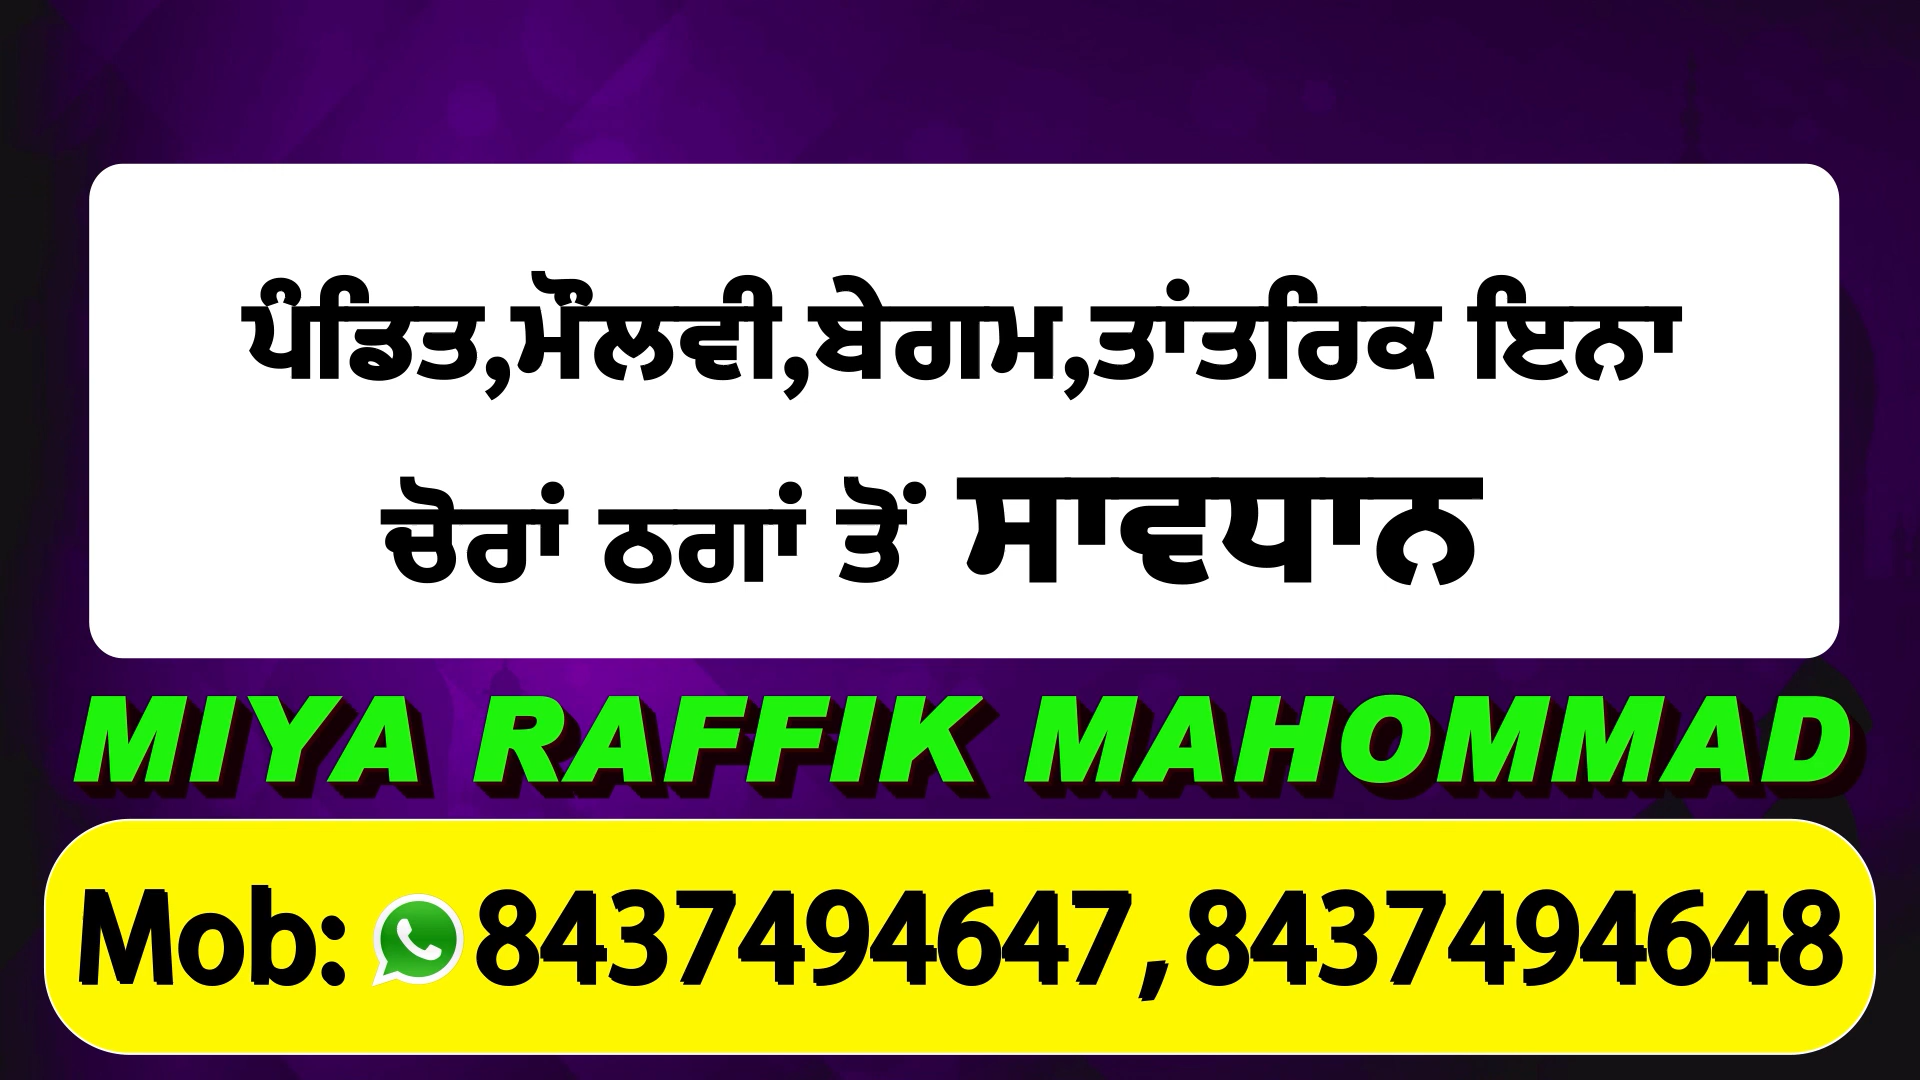 ਪੰਡਿਤ,ਮੌਲਵੀ,ਬੇਗਮ,ਤਾਂਤਰਿਕ ਇਨਾ
ਚੋਰਾਂ ਠਗਾਂ ਤੋਂ ਸਾਵਧਾਨ
MIYA RAFFIK MAHOMMAD
Mob: 8437494647,8437494648